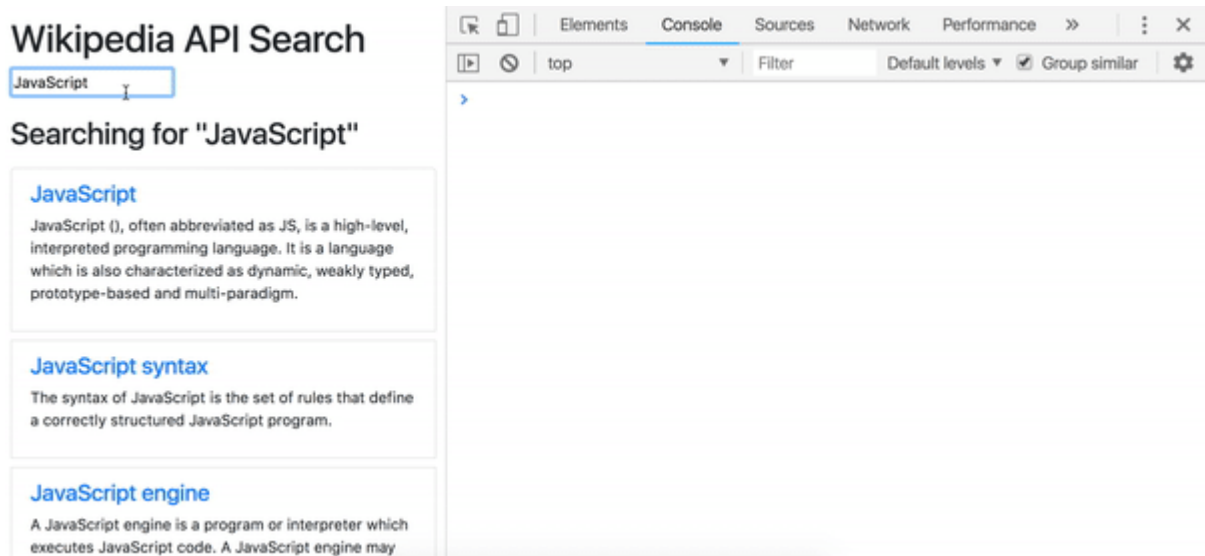 Wikipedia API Search
JavaScript
Searching for "JavaScript"
JavaScript
JavaScript (), often abbreviated as JS, is a high-level,
interpreted programming language. It is a language
which is also characterized as dynamic, weakly typed,
prototype-based and multi-paradigm.
JavaScript syntax
The syntax of JavaScript is the set of rules that define
a correctly structured JavaScript program.
JavaScript engine
A JavaScript engine is a program or interpreter which
executes JavaScript code. A JavaScript engine may
Elements Console Sources Network Performance »
top Filter Default levels ▼ Group similar